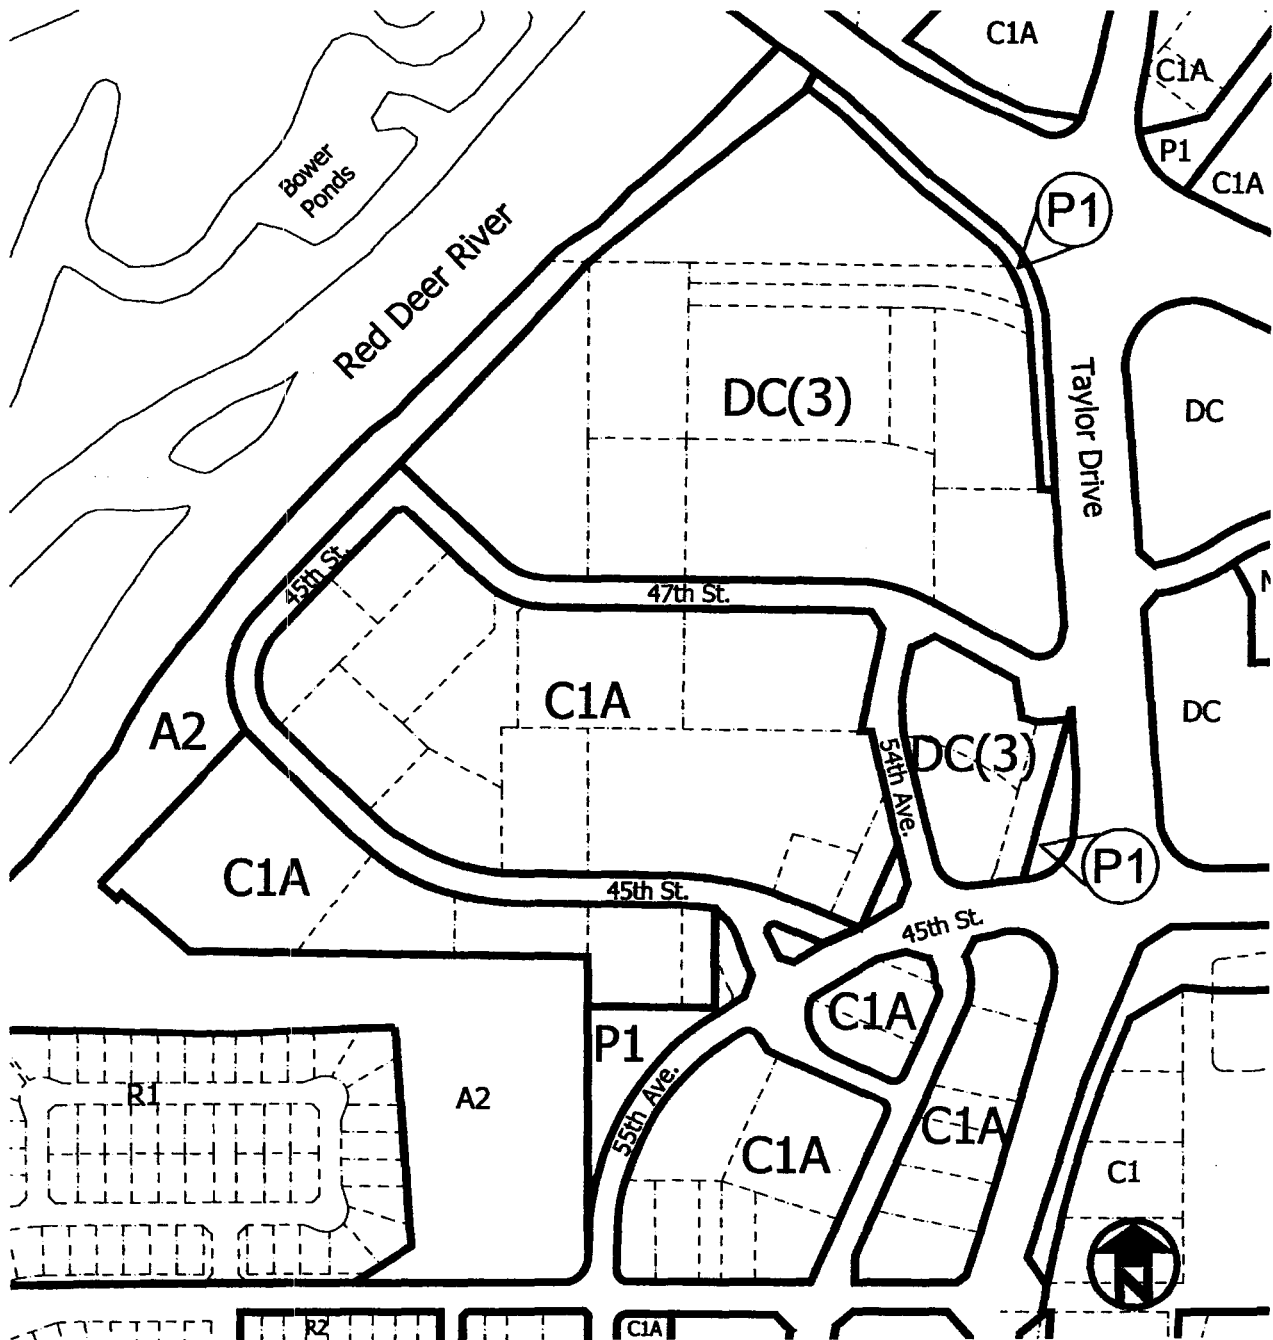 C1A
C1A
P1
C1A
P1
Bower
Ponds
Red Deer River
DC(3)
Taylor Drive
DC
45th St.
47th St.
C1A
A2
DC
DC(3)
54th Ave.
C1A
45th St.
P1
45th St.
C1A
P1
R1
A2
55th Ave.
C1A
C1A
C1
N
R2
C1A